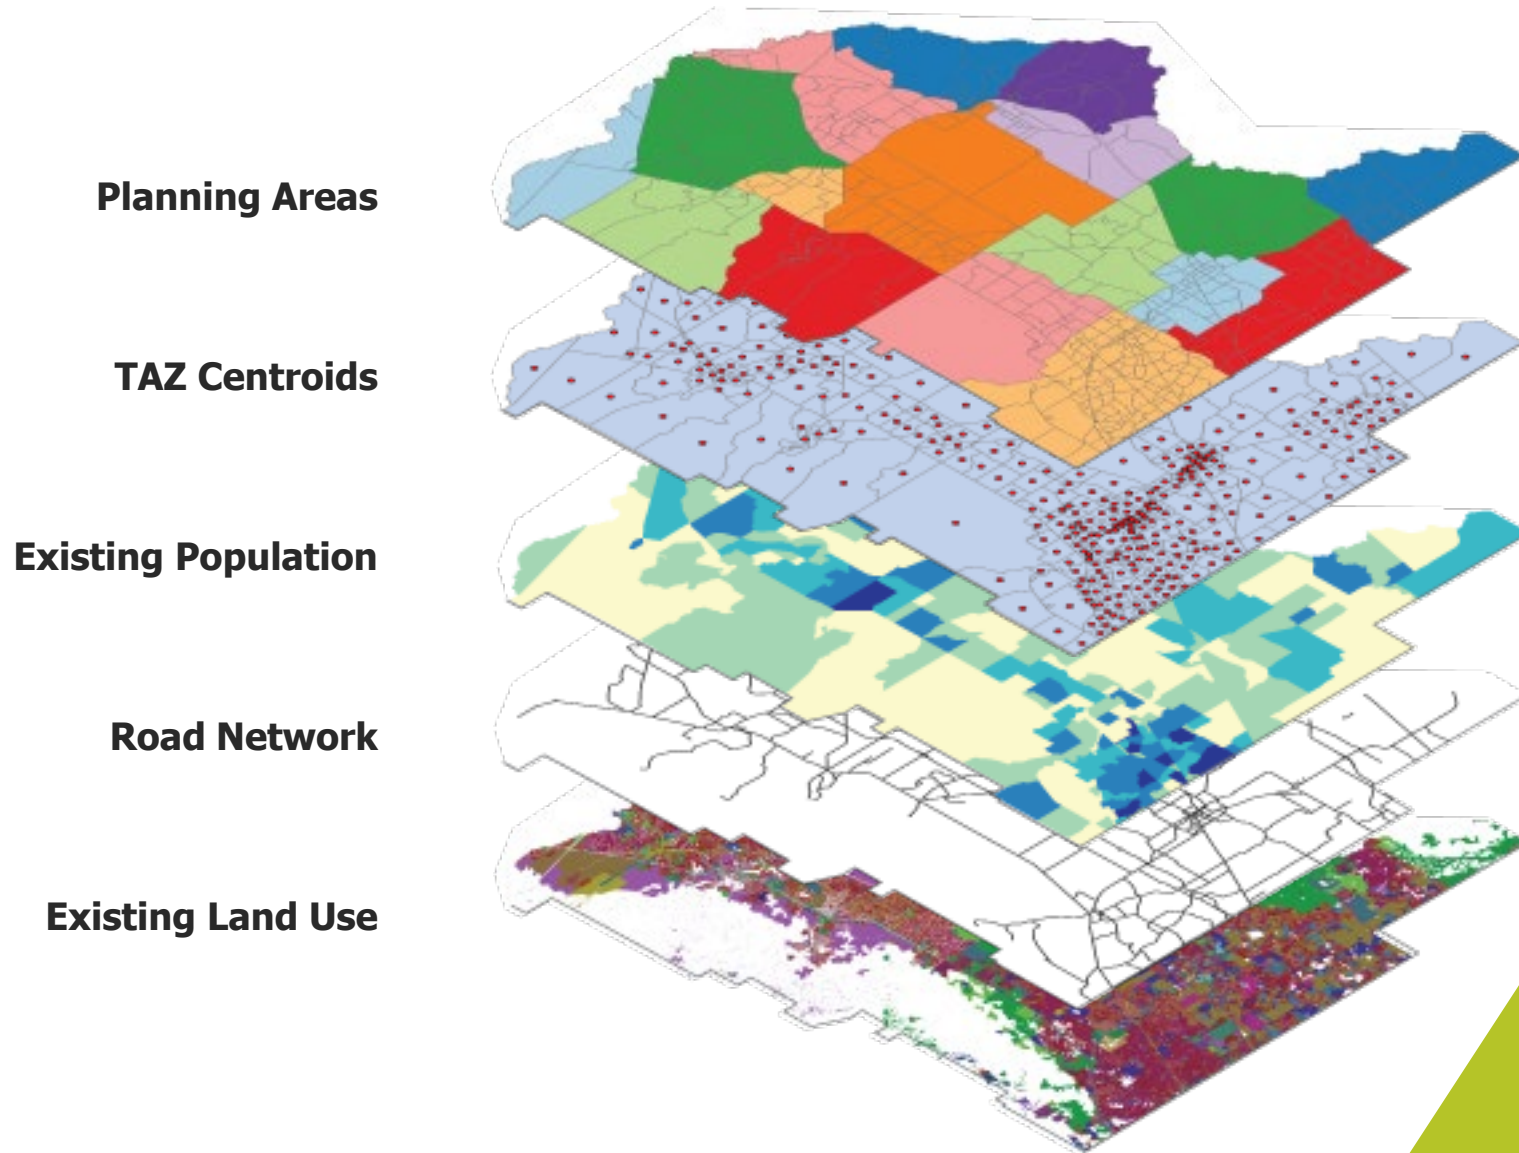 Planning Areas
TAZ Centroids
Existing Population
Road Network
Existing Land Use